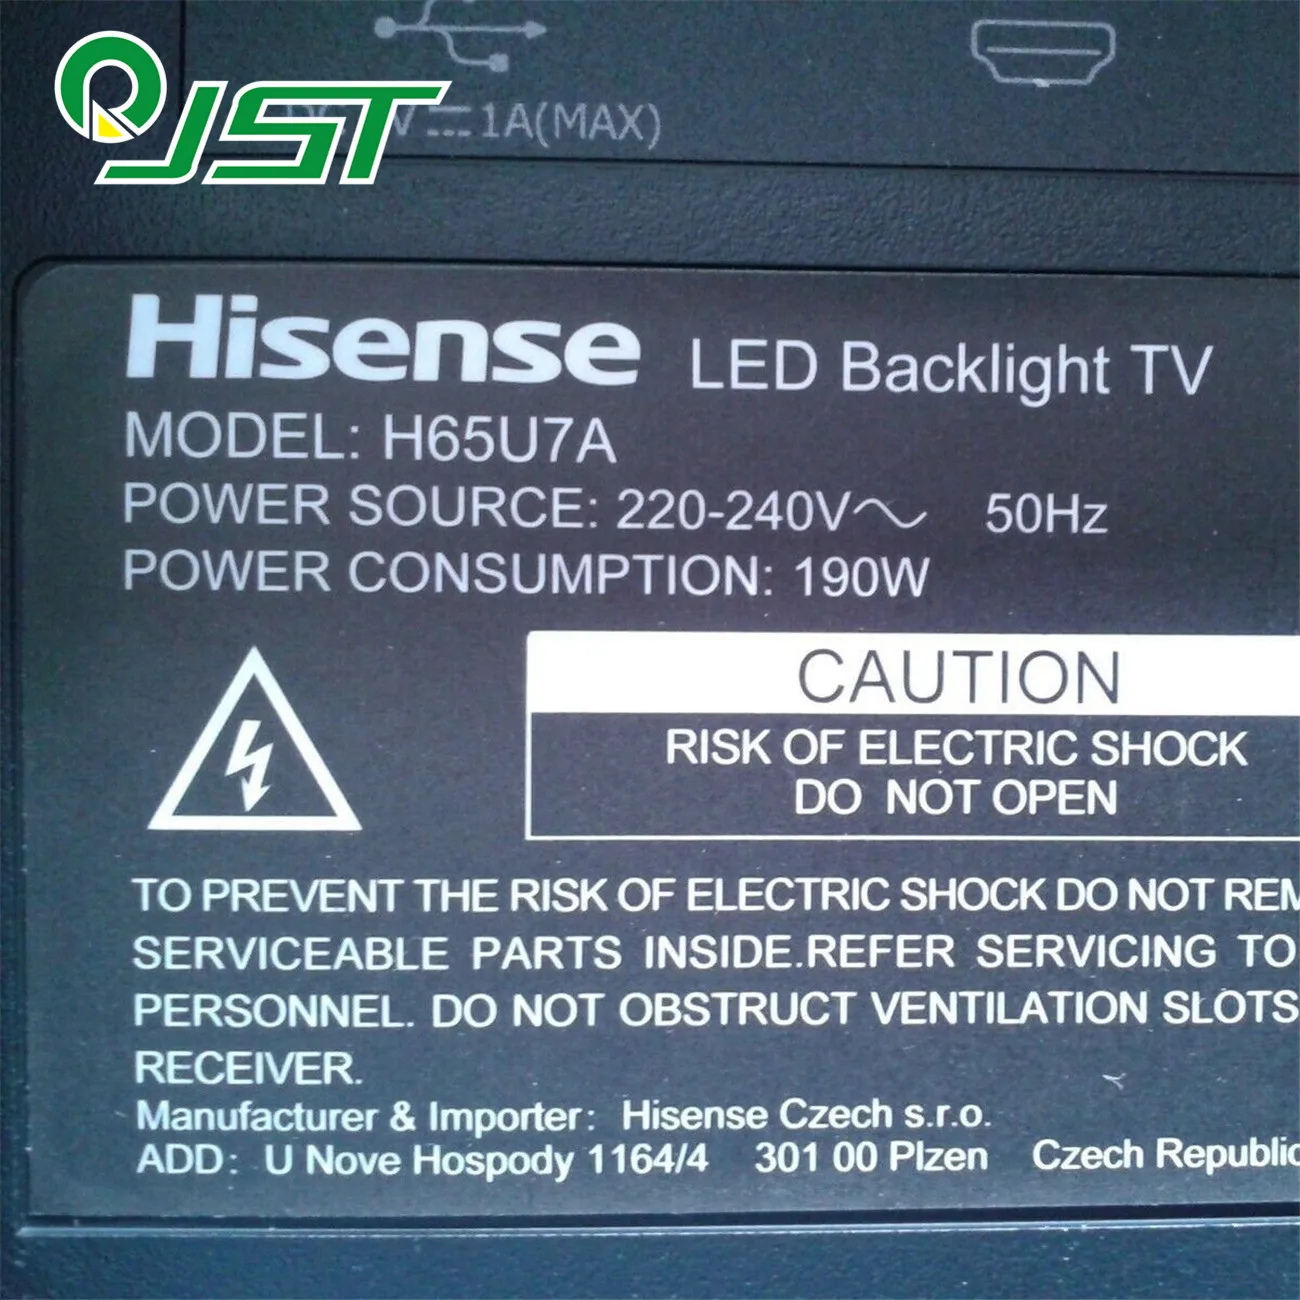 R JST
V 1A(MAX)
Hisense LED Backlight TV
MODEL: H65U7A
POWER SOURCE: 220-240V~ 50Hz
POWER CONSUMPTION: 190W
CAUTION
RISK OF ELECTRIC SHOCK
DO NOT OPEN
TO PREVENT THE RISK OF ELECTRIC SHOCK DO NOT
SERVICEABLE PARTS INSIDE.REFER SERVICING TO
PERSONNEL. DO NOT OBSTRUCT VENTILATION SLOTS
RECEIVER.
Manufacturer & Importer: Hisense Czech s.r.o.
ADD: U Nove Hospody 1164/4 301 00 Plzen Czech Republic